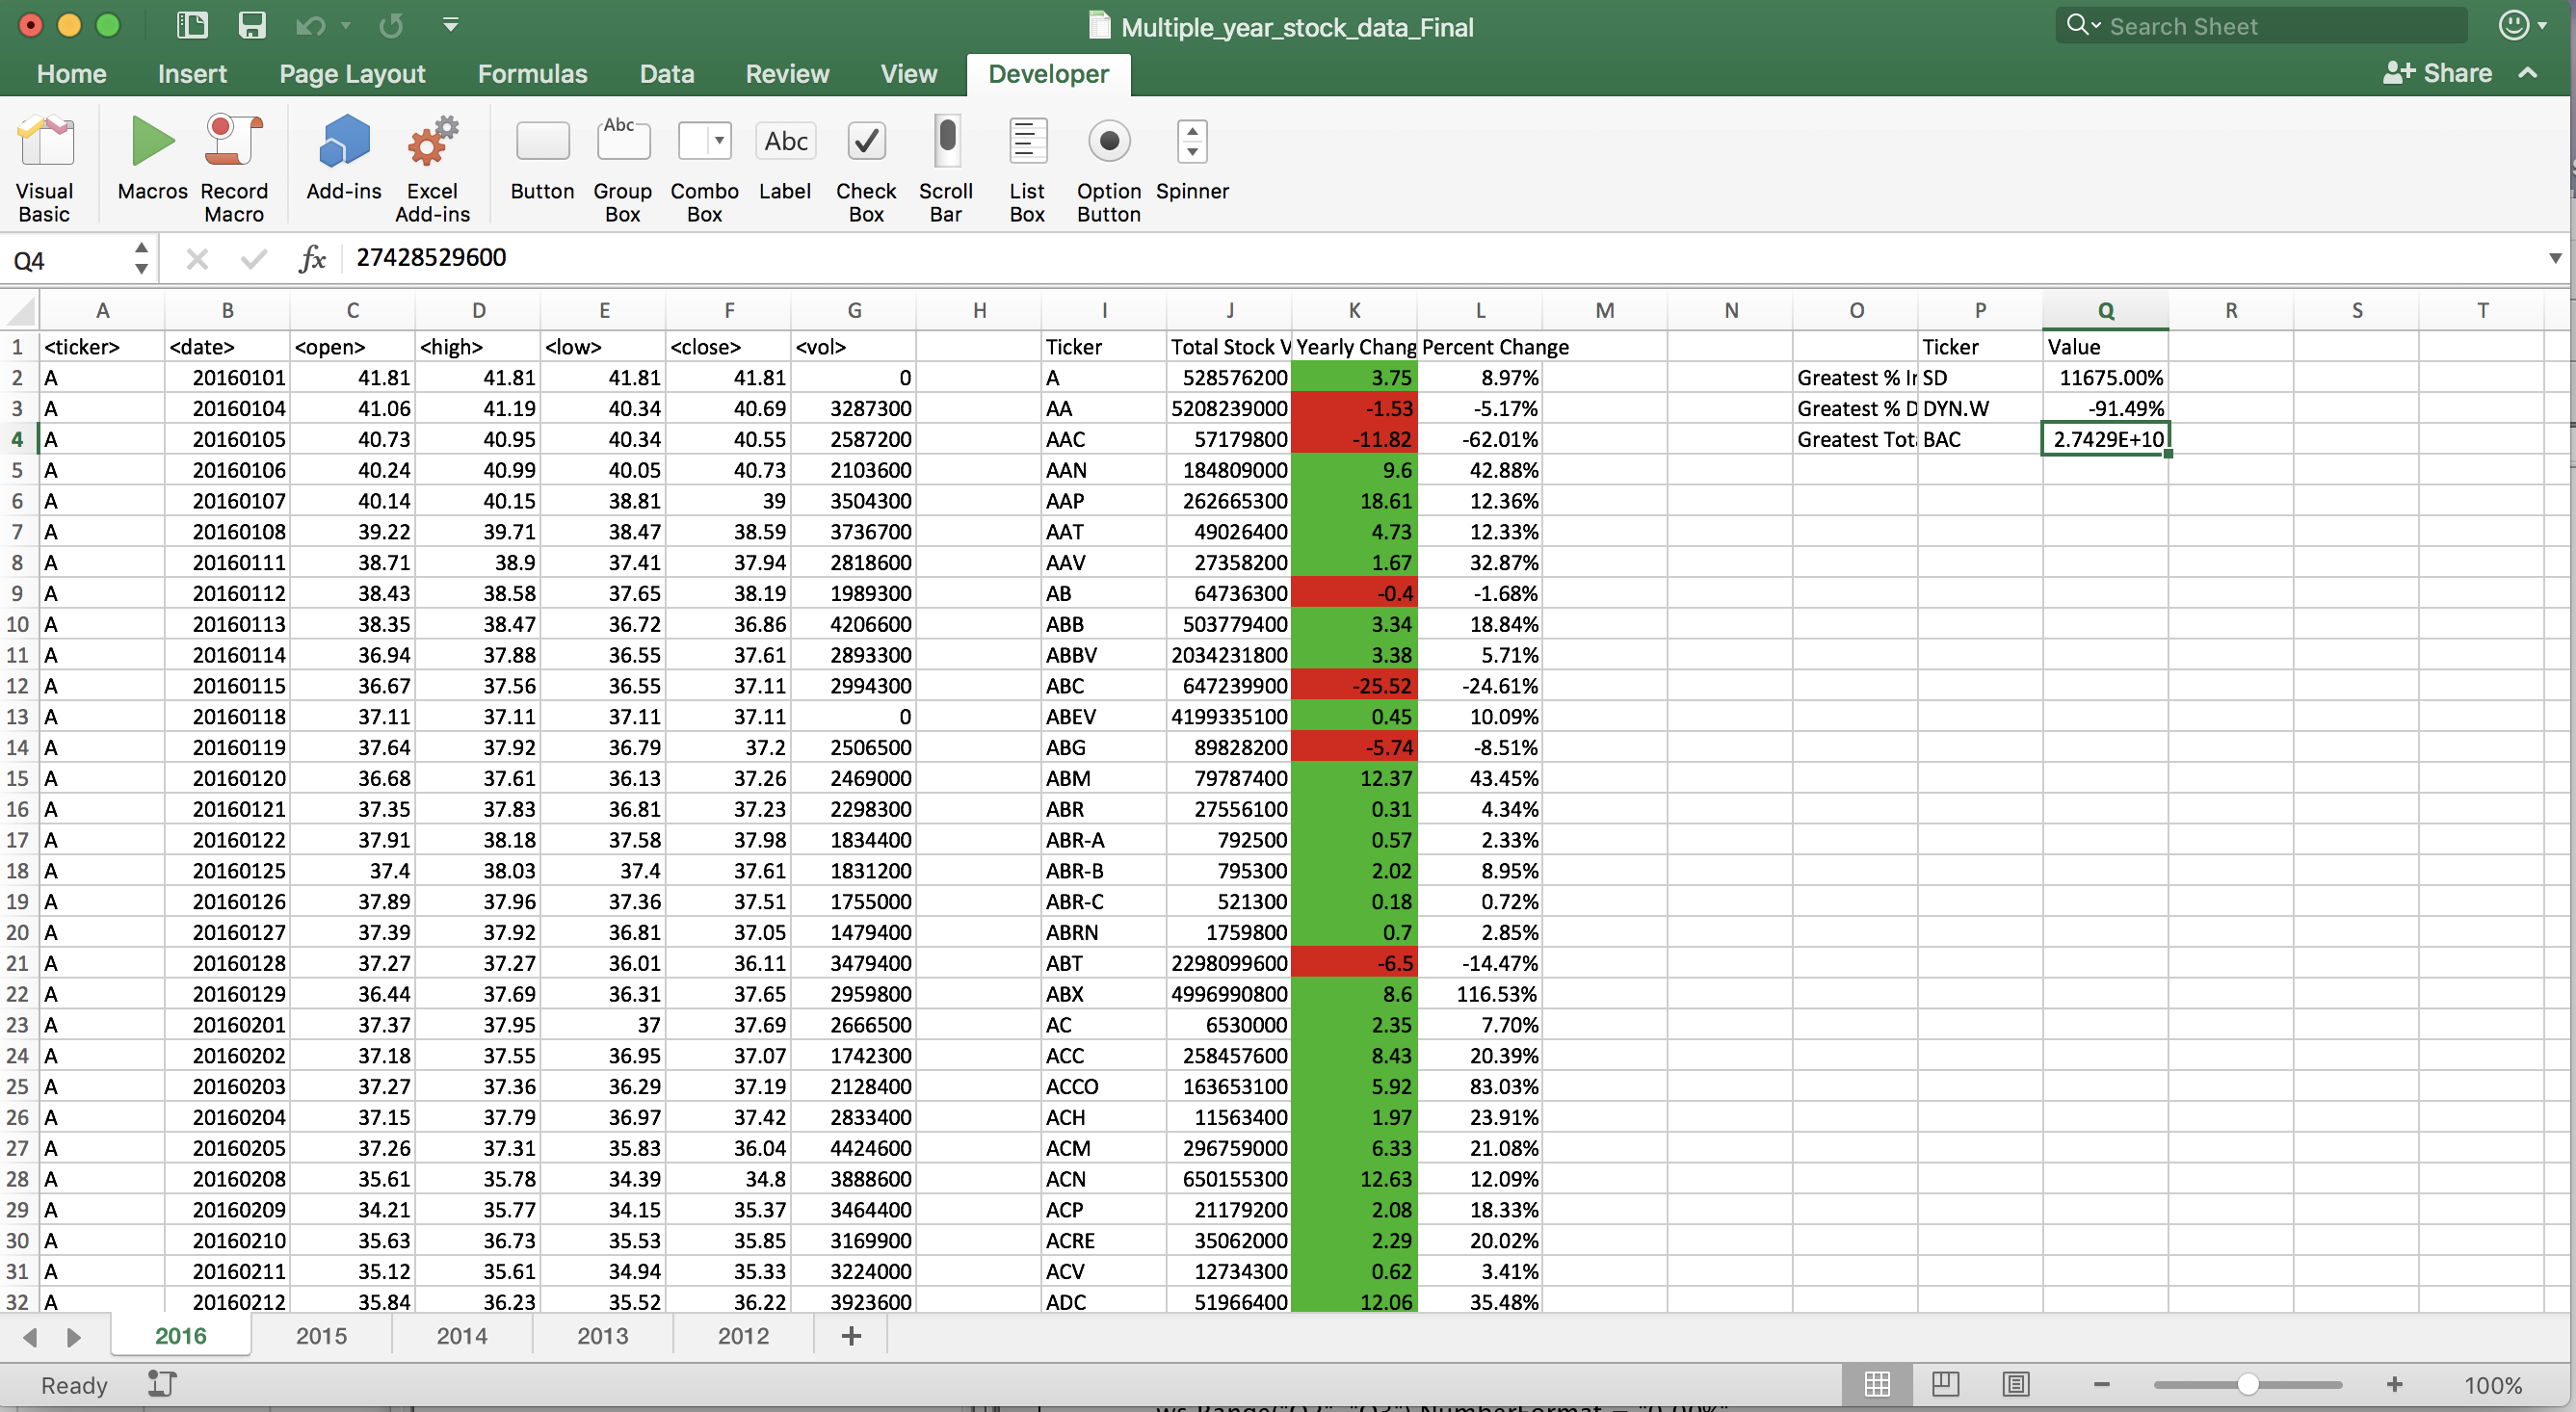 Multiple_year_stock_data_Final
Search Sheet
Home Insert Page Layout Formulas Data Review View Developer
Share
Abc Abc
Visual Basic Macros Record Macro Add-ins Excel Add-ins Button Group Box Combo Box Label Check Box Scroll Bar List Box Option Button Spinner
Q4 fx 27428529600
A B C D E F G H I J K L M N O P Q R S T
1 <ticker> <date> <open> <high> <low> <close> <vol> Ticker Total Stock V Yearly Chang Percent Change Ticker Value
2 A 20160101 41.81 41.81 41.81 41.81 0 A 528576200 3.75 8.97% Greatest % In SD 11675.00%
3 A 20160104 41.06 41.19 40.34 40.69 3287300 AA 5208239000 -1.53 -5.17% Greatest % D DYN.W -91.49%
4 A 20160105 40.73 40.95 40.34 40.55 2587200 AAC 57179800 -11.82 -62.01% Greatest Tota BAC 2.7429E+10
5 A 20160106 40.24 40.99 40.05 40.73 2103600 AAN 184809000 9.6 42.88%
6 A 20160107 40.14 40.15 38.81 39 3504300 AAP 262665300 18.61 12.36%
7 A 20160108 39.22 39.71 38.47 38.59 3736700 AAT 49026400 4.73 12.33%
8 A 20160111 38.71 38.9 37.41 37.94 2818600 AAV 27358200 1.67 32.87%
9 A 20160112 38.43 38.58 37.65 38.19 1989300 AB 64736300 -0.4 -1.68%
10 A 20160113 38.35 38.47 36.72 36.86 4206600 ABB 503779400 3.34 18.84%
11 A 20160114 36.94 37.88 36.55 37.61 2893300 ABBV 2034231800 3.38 5.71%
12 A 20160115 36.67 37.56 36.55 37.11 2994300 ABC 647239900 -25.52 -24.61%
13 A 20160118 37.11 37.11 37.11 37.11 0 ABEV 4199335100 0.45 10.09%
14 A 20160119 37.64 37.92 36.79 37.2 2506500 ABG 89828200 -5.74 -8.51%
15 A 20160120 36.68 37.61 36.13 37.26 2469000 ABM 79787400 12.37 43.45%
16 A 20160121 37.35 37.83 36.81 37.23 2298300 ABR 27556100 0.31 4.34%
17 A 20160122 37.91 38.18 37.58 37.98 1834400 ABR-A 792500 0.57 2.33%
18 A 20160125 37.4 38.03 37.4 37.61 1831200 ABR-B 795300 2.02 8.95%
19 A 20160126 37.89 37.96 37.36 37.51 1755000 ABR-C 521300 0.18 0.72%
20 A 20160127 37.39 37.92 36.81 37.05 1479400 ABRN 1759800 0.7 2.85%
21 A 20160128 37.27 37.27 36.01 36.11 3479400 ABT 2298099600 -6.5 -14.47%
22 A 20160129 36.44 37.69 36.31 37.65 2959800 ABX 4996990800 8.6 116.53%
23 A 20160201 37.37 37.95 37 37.69 2666500 AC 6530000 2.35 7.70%
24 A 20160202 37.18 37.55 36.95 37.07 1742300 ACC 258457600 8.43 20.39%
25 A 20160203 37.27 37.36 36.29 37.19 2128400 ACCO 163653100 5.92 83.03%
26 A 20160204 37.15 37.79 36.97 37.42 2833400 ACH 11563400 1.97 23.91%
27 A 20160205 37.26 37.31 35.83 36.04 4424600 ACM 296759000 6.33 21.08%
28 A 20160208 35.61 35.78 34.39 34.8 3888600 ACN 650155300 12.63 12.09%
29 A 20160209 34.21 35.77 34.15 35.37 3464400 ACP 21179200 2.08 18.33%
30 A 20160210 35.63 36.73 35.53 35.85 3169900 ACRE 35062000 2.29 20.02%
31 A 20160211 35.12 35.61 34.94 35.33 3224000 ACV 12734300 0.62 3.41%
32 A 20160212 35.84 36.23 35.52 36.22 3923600 ADC 51966400 12.06 35.48%
2016 2015 2014 2013 2012
Ready 100%